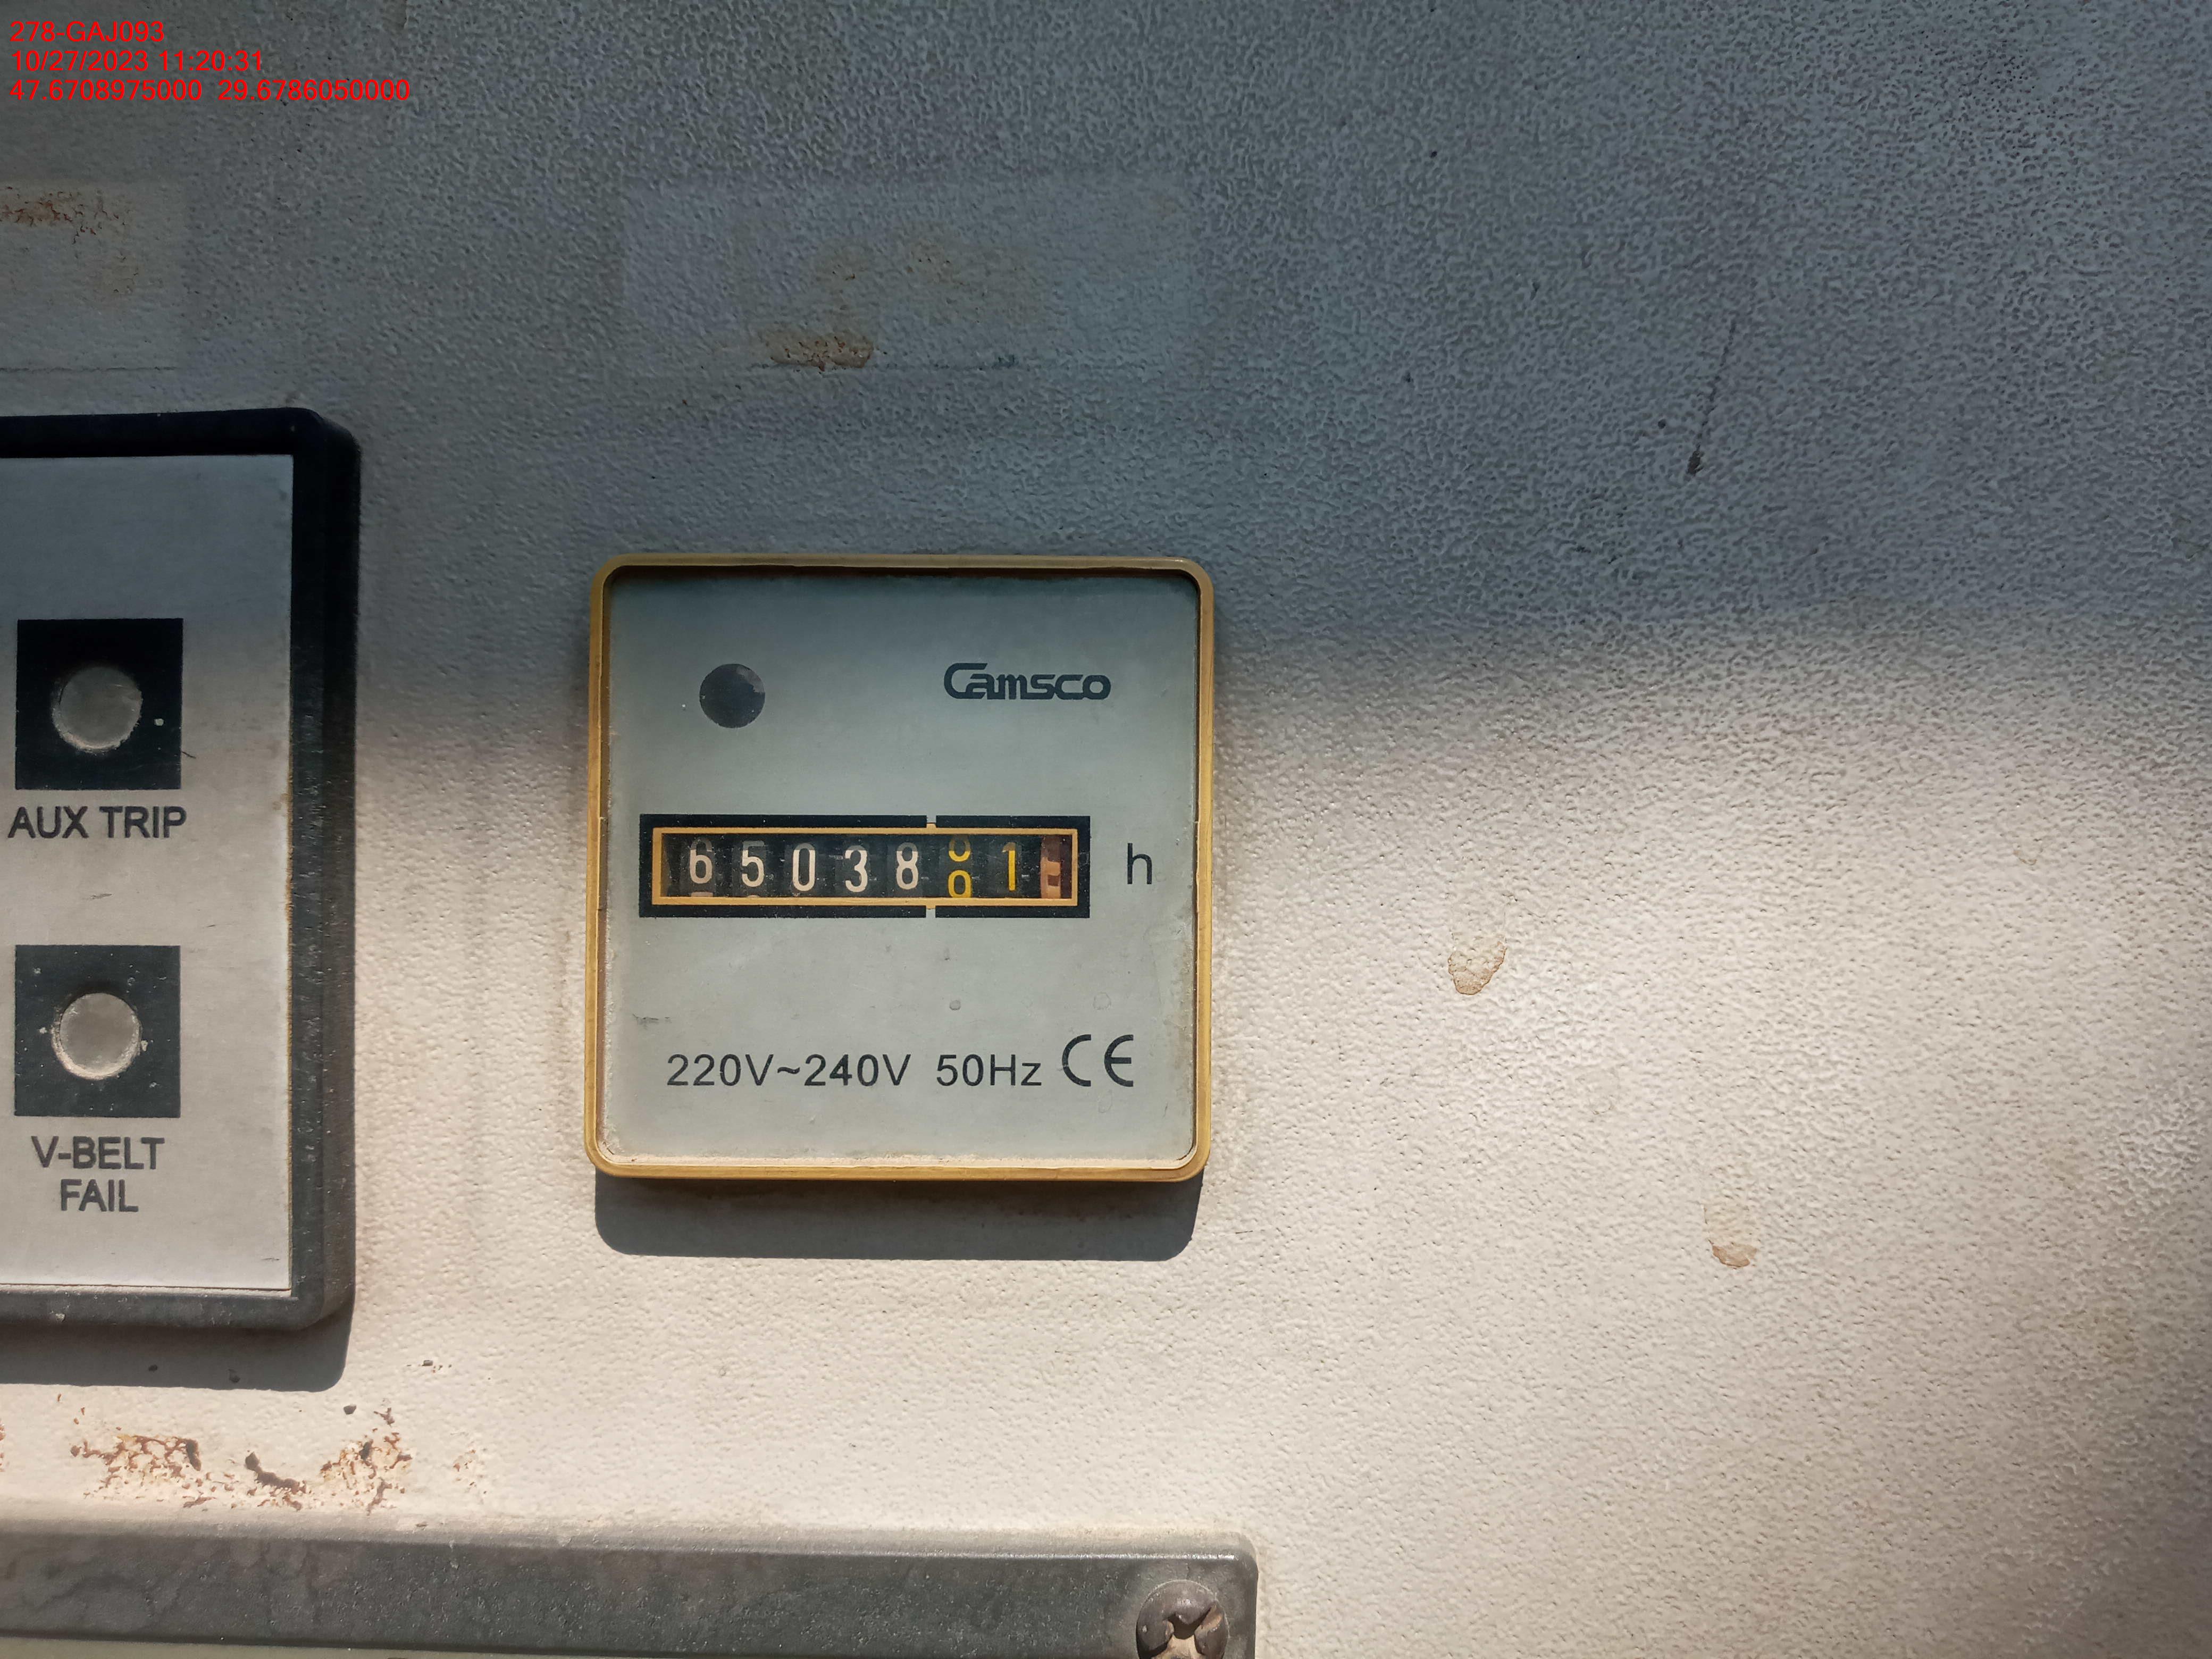 278-GAJ093
10/27/2023 11:20:31
47.6708975000 29.6786050000
Camsco
AUX TRIP
65038 1 h
220V~240V 50Hz CE
V-BELT
FAIL